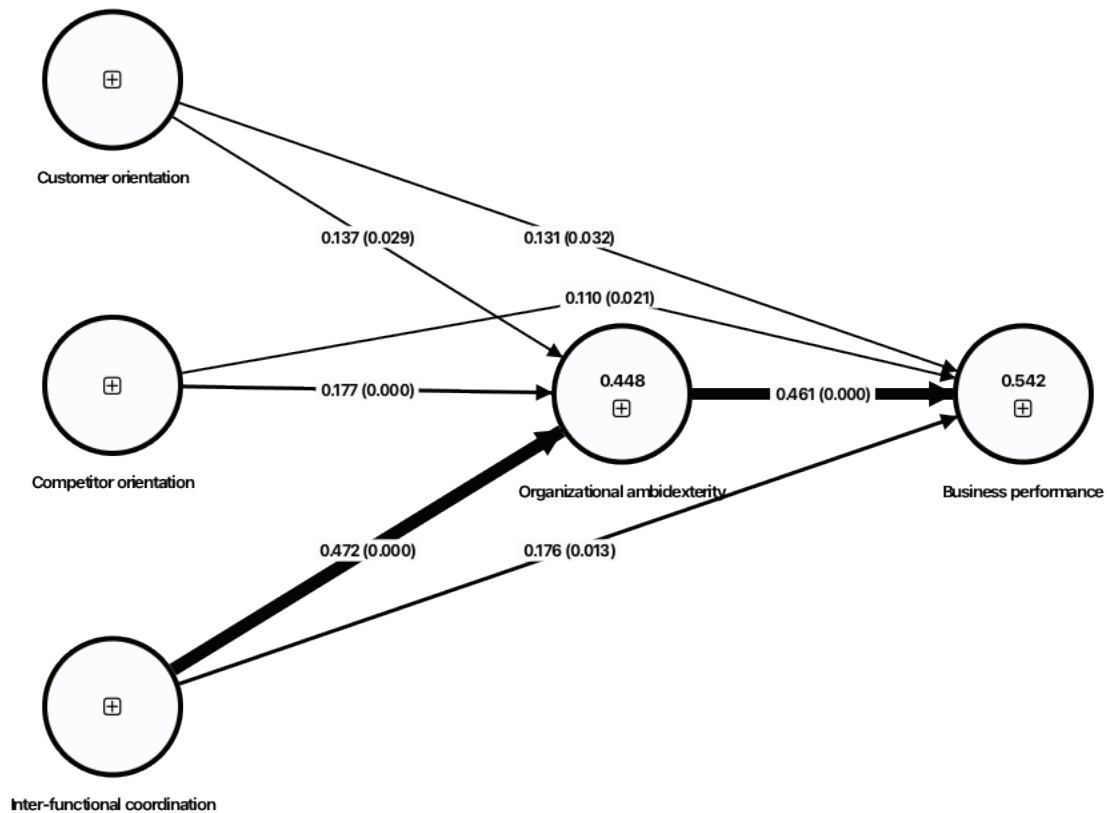 Customer orientation
0.137 (0.029)
0.131 (0.032)
0.110 (0.021)
0.177 (0.000)
0.448
0.461 (0.000)
0.542
Competitor orientation
Organizational ambidexterity
Business performance
0.472 (0.000)
0.176 (0.013)
Inter-functional coordination